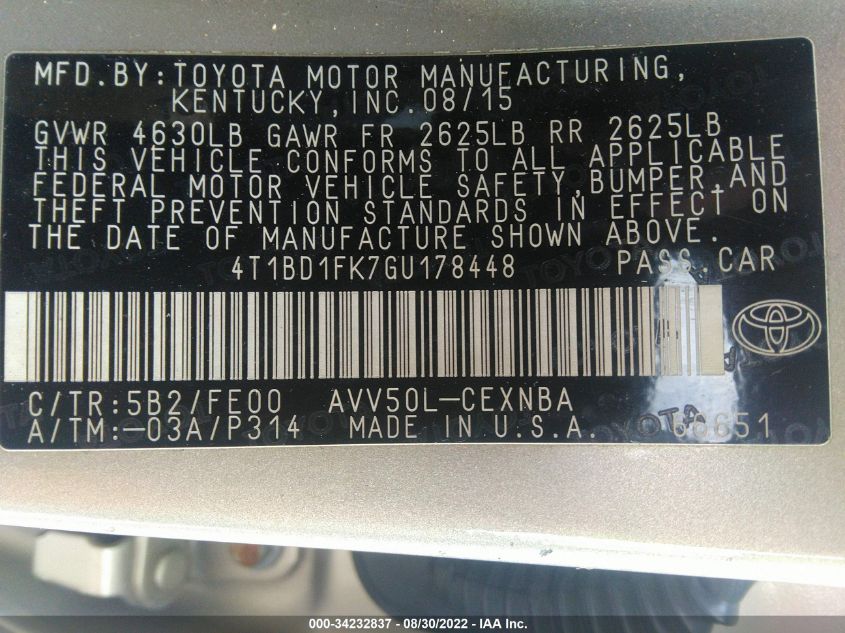 MFD.BY:TOYOTA MOTOR MANUFACTURING,
KENTUCKY,INC.08/15
GVWR 4630LB GAWR FR 2625LB RR 2625LB
THIS VEHICLE CONFORMS TO ALL APPLICABLE
FEDERAL MOTOR VEHICLE SAFETY,BUMPER,AND
THEFT PREVENTION STANDARDS IN EFFECT ON
THE DATE OF MANUFACTURE SHOWN ABOVE.
4T1BD1FK7GU178448 PASS.CAR
C/TR:5B2/FE00 AVV50L-CEXNBA
A/TM:-03A/P314 MADE IN U.S.A.
TOYOTA
000-34232837 - 08/30/2022 - IAA Inc.